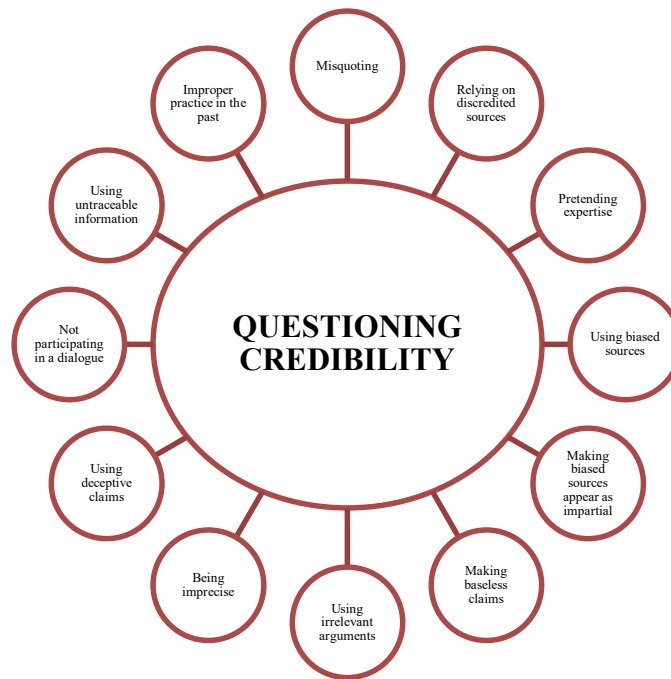 Misquoting
Relying on
discredited
sources
Pretending
expertise
Using biased
sources
Making
biased
sources
appear as
impartial
Making
baseless
claims
Using
irrelevant
arguments
Being
imprecise
Using
deceptive
claims
Not
participating
in a dialogue
Using
untraceable
information
Improper
practice in the
past
QUESTIONING
CREDIBILITY